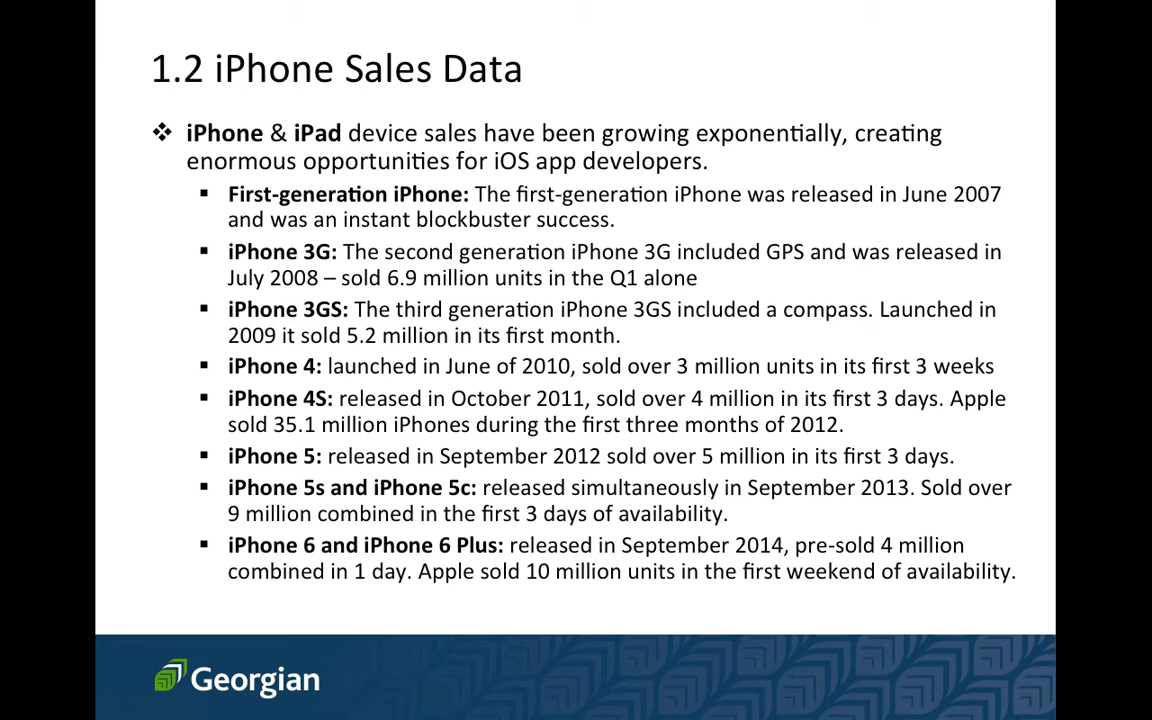 1.2 iPhone Sales Data
❖ iPhone & iPad device sales have been growing exponentially, creating
enormous opportunities for iOS app developers.
▪ First-generation iPhone: The first-generation iPhone was released in June 2007
and was an instant blockbuster success.
▪ iPhone 3G: The second generation iPhone 3G included GPS and was released in
July 2008 – sold 6.9 million units in the Q1 alone
▪ iPhone 3GS: The third generation iPhone 3GS included a compass. Launched in
2009 it sold 5.2 million in its first month.
▪ iPhone 4: launched in June of 2010, sold over 3 million units in its first 3 weeks
▪ iPhone 4S: released in October 2011, sold over 4 million in its first 3 days. Apple
sold 35.1 million iPhones during the first three months of 2012.
▪ iPhone 5: released in September 2012 sold over 5 million in its first 3 days.
▪ iPhone 5s and iPhone 5c: released simultaneously in September 2013. Sold over
9 million combined in the first 3 days of availability.
▪ iPhone 6 and iPhone 6 Plus: released in September 2014, pre-sold 4 million
combined in 1 day. Apple sold 10 million units in the first weekend of availability.
Georgian